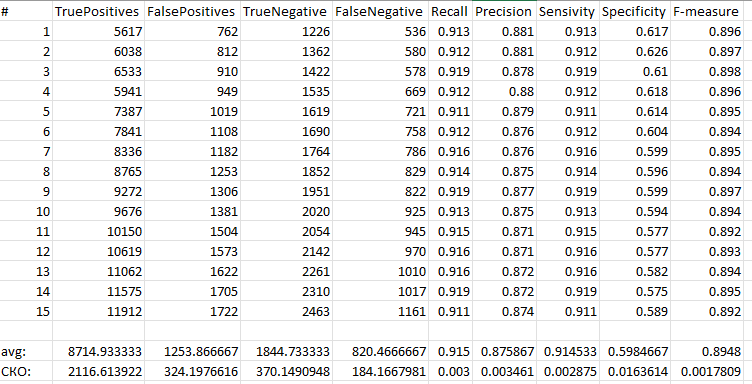 # TruePositives FalsePositives TrueNegative FalseNegative Recall Precision Sensivity Specificity F-measure
1 5617 762 1226 536 0.913 0.881 0.913 0.617 0.896
2 6038 812 1362 580 0.912 0.881 0.912 0.626 0.897
3 6533 910 1422 578 0.919 0.878 0.919 0.61 0.898
4 5941 949 1535 669 0.912 0.88 0.912 0.618 0.896
5 7387 1019 1619 721 0.911 0.879 0.911 0.614 0.895
6 7841 1108 1690 758 0.912 0.876 0.912 0.604 0.894
7 8336 1182 1764 786 0.916 0.876 0.916 0.599 0.895
8 8765 1253 1852 829 0.914 0.875 0.914 0.596 0.894
9 9272 1306 1951 822 0.919 0.877 0.919 0.599 0.897
10 9676 1381 2020 925 0.913 0.875 0.913 0.594 0.894
11 10150 1504 2054 945 0.915 0.871 0.915 0.577 0.892
12 10619 1573 2142 970 0.916 0.871 0.916 0.577 0.893
13 11062 1622 2261 1010 0.916 0.872 0.916 0.582 0.894
14 11575 1705 2310 1017 0.919 0.872 0.919 0.575 0.895
15 11912 1722 2463 1161 0.911 0.874 0.911 0.589 0.892
avg: 8714.933333 1253.866667 1844.733333 820.4666667 0.915 0.875867 0.914533 0.5984667 0.8948
СКО: 2116.613922 324.1976616 370.1490948 184.1667981 0.003 0.003461 0.002875 0.0163614 0.0017809